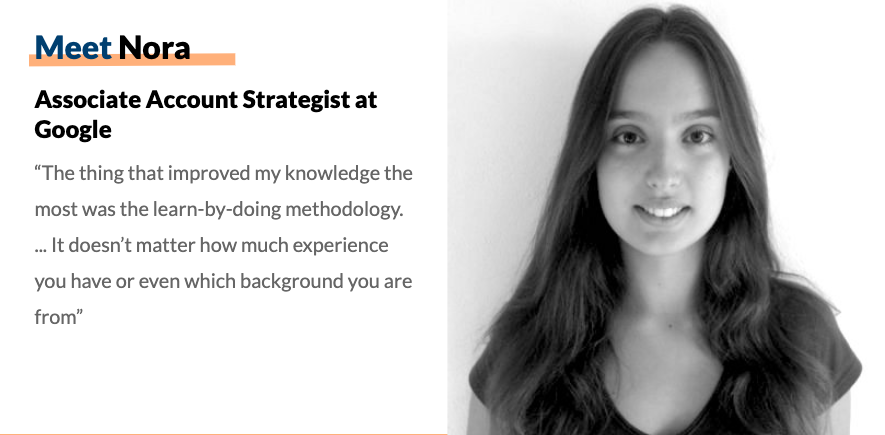 Meet Nora
Associate Account Strategist at
Google
“The thing that improved my knowledge the
most was the learn-by-doing methodology.
... It doesn’t matter how much experience
you have or even which background you are
from”